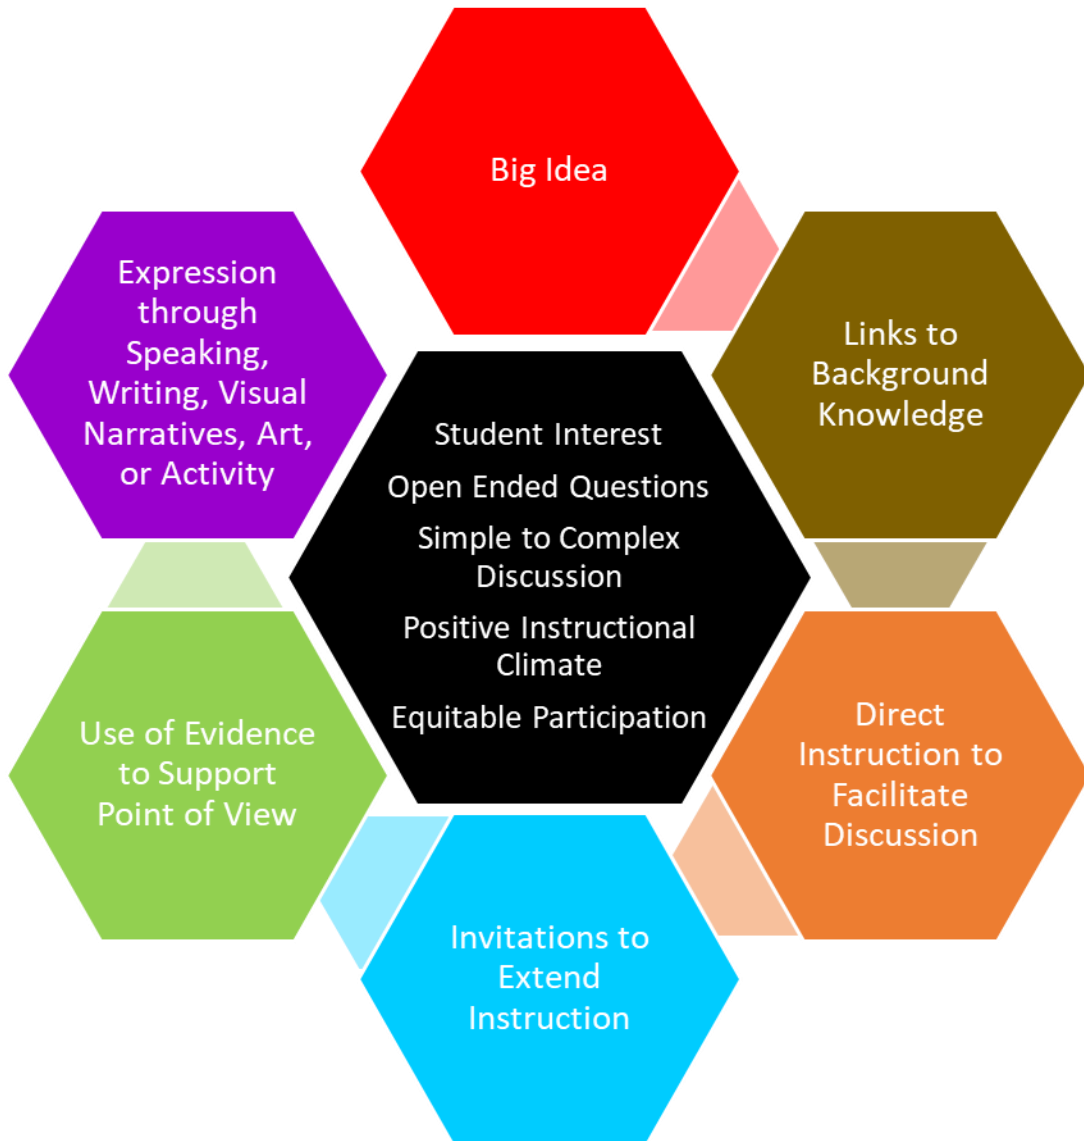 Big Idea
Links to
Background
Knowledge
Direct
Instruction to
Facilitate
Discussion
Invitations to
Extend
Instruction
Use of Evidence
to Support
Point of View
Expression
through
Speaking,
Writing, Visual
Narratives, Art,
or Activity
Student Interest
Open Ended Questions
Simple to Complex
Discussion
Positive Instructional
Climate
Equitable Participation